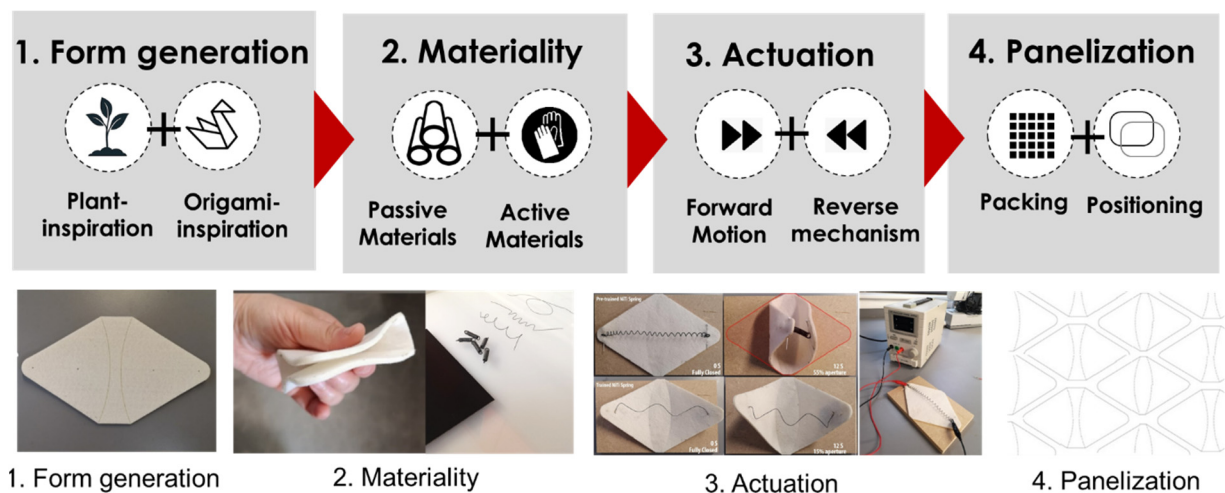 1. Form generation
Plant-
inspiration
Origami-
inspiration
2. Materiality
Passive
Materials
Active
Materials
3. Actuation
Forward
Motion
Reverse
mechanism
4. Panelization
Packing
Positioning
Pre-trained NiTi Spring
0 S
Fully Closed
12 S
55% aperture
Trained NiTi Spring
0 S
Fully Closed
12 S
55% aperture
1. Form generation
2. Materiality
3. Actuation
4. Panelization